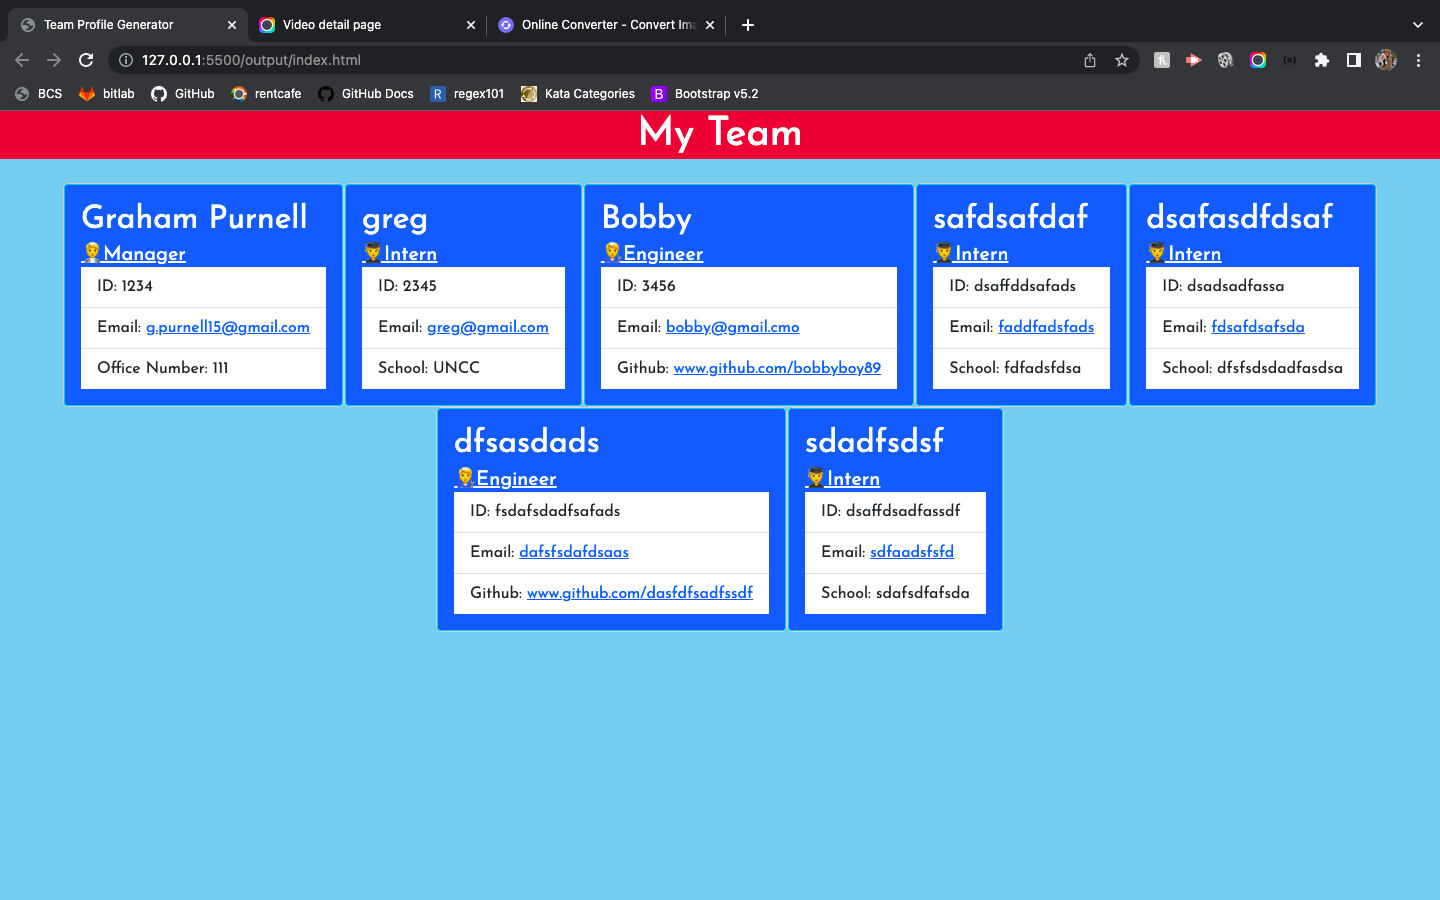 Team Profile Generator
Video detail page
Online Converter - Convert Ima
127.0.0.1:5500/output/index.html
BCS
bitlab
GitHub
rentcafe
GitHub Docs
R
regex101
Kata Categories
B
Bootstrap v5.2
My Team
Graham Purnell
Manager
ID: 1234
Email: g.purnell15@gmail.com
Office Number: 111
greg
Intern
ID: 2345
Email: greg@gmail.com
School: UNCC
Bobby
Engineer
ID: 3456
Email: bobby@gmail.cmo
Github: www.github.com/bobbyboy89
safdsafdaf
Intern
ID: dsaffddsafads
Email: faddfadsfads
School: fdfadsfdsa
dsafasdfdsaf
Intern
ID: dsadsadfassa
Email: fdsafdsafsda
School: dfsfsdsdadfasdsa
dfsasdads
Engineer
ID: fsdafsdadfsafads
Email: dafsfsdafdsaas
Github: www.github.com/dasfdfsadfssdf
sdadfsdsf
Intern
ID: dsaffdsadfassdf
Email: sdfaadsfsfd
School: sdafsdfafsda